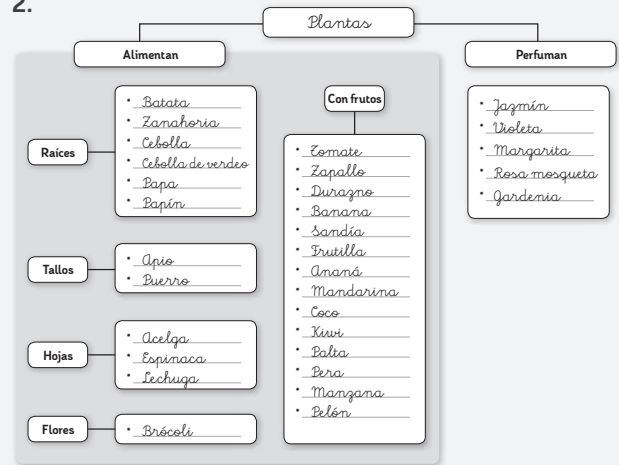 2.
Plantas
Alimentan
Perfuman
Raíces
• Batata
• Zanahoria
• Cebolla
• Cebolla de verdeo
• Papa
• Papín
Tallos
• Apio
• Puerro
Hojas
• Acelga
• Espinaca
• Lechuga
Flores
• Brócoli
Con frutos
• Tomate
• Zapallo
• Durazno
• Banana
• Sandía
• Frutilla
• Ananá
• Mandarina
• Coco
• Kiwi
• Palta
• Pera
• Manzana
• Pelón
• Jazmín
• Violeta
• Margarita
• Rosa mosqueta
• Gardenia